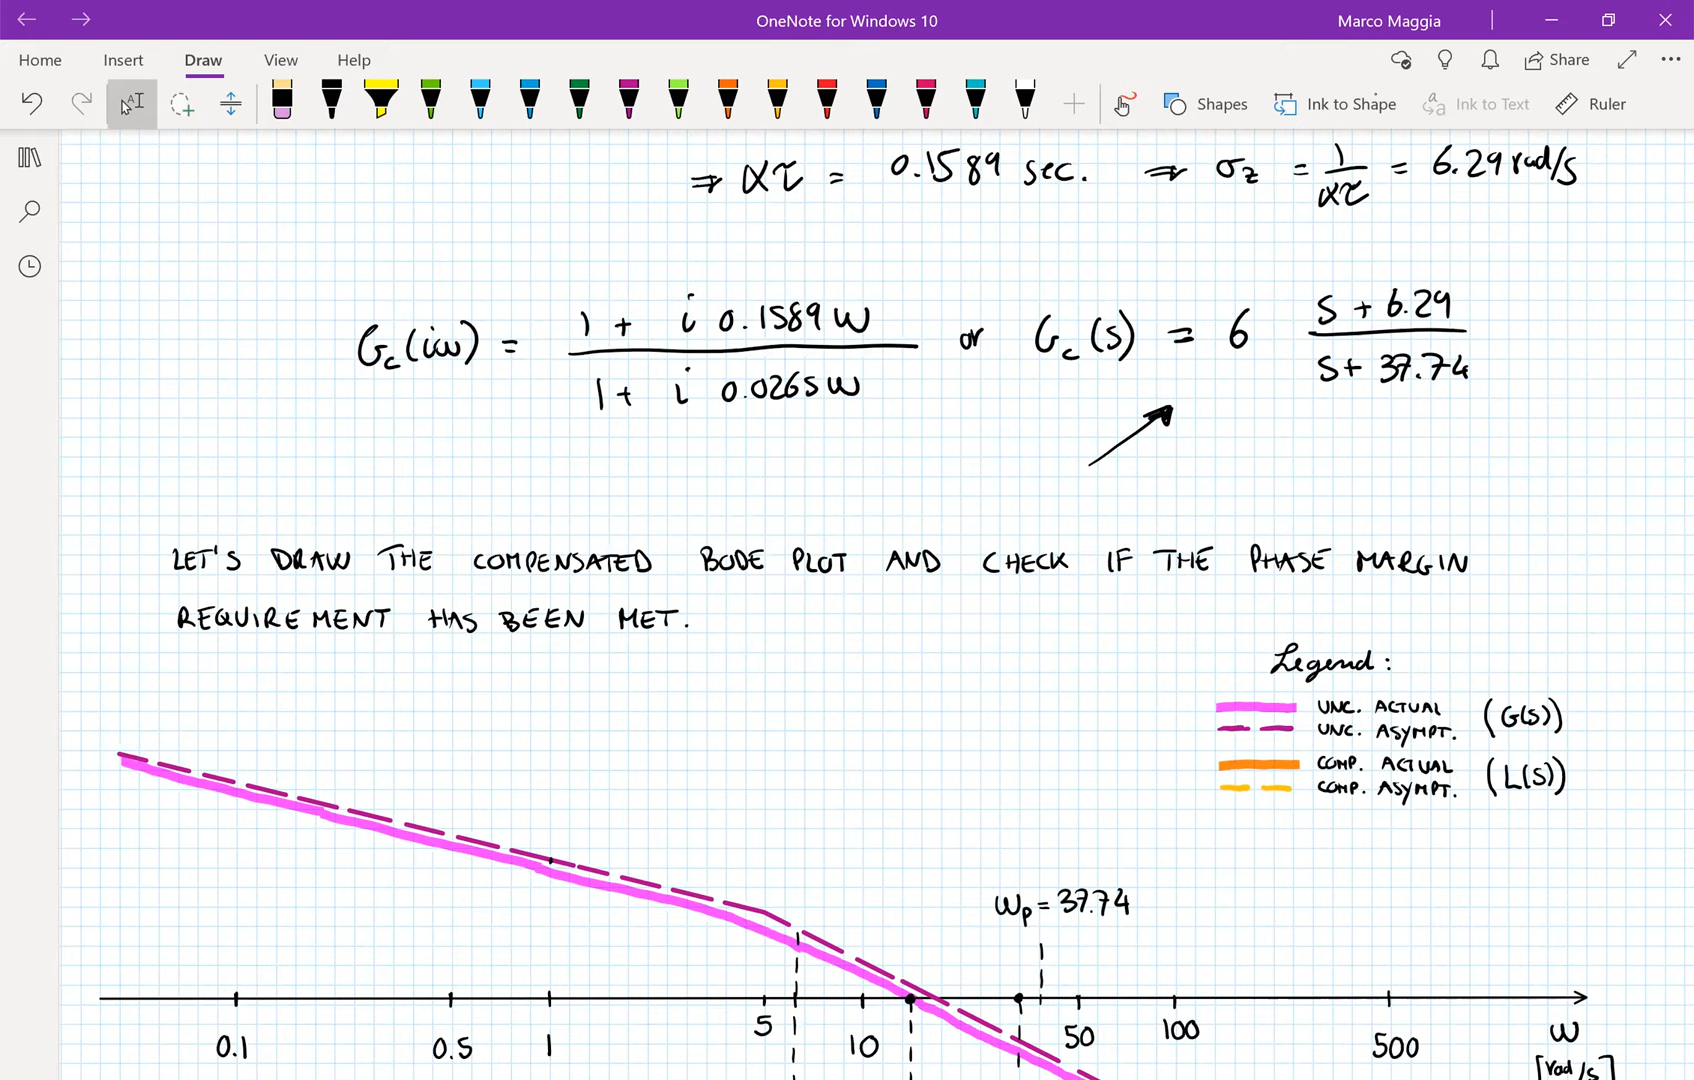 OneNote for Windows 10
Marco Maggia
Home Insert Draw View Help
Share
Shapes Ink to Shape Ink to Text Ruler
⇒ ατ = 0.1589 sec. ⇒ σz = 1/ατ = 6.29 rad/s
Gc(iω) = (1 + i 0.1589ω)/(1 + i 0.0265ω) or Gc(s) = 6 (s + 6.29)/(s + 37.74)
LET'S DRAW THE COMPENSATED BODE PLOT AND CHECK IF THE PHASE MARGIN
REQUIREMENT HAS BEEN MET.
Legend:
UNC. ACTUAL
UNC. ASYMPT.
(G(s))
COMP. ACTUAL
COMP. ASYMPT.
(L(s))
ωp = 37.74
0.1 0.5 1 5 10 50 100 500 ω
[rad/s]